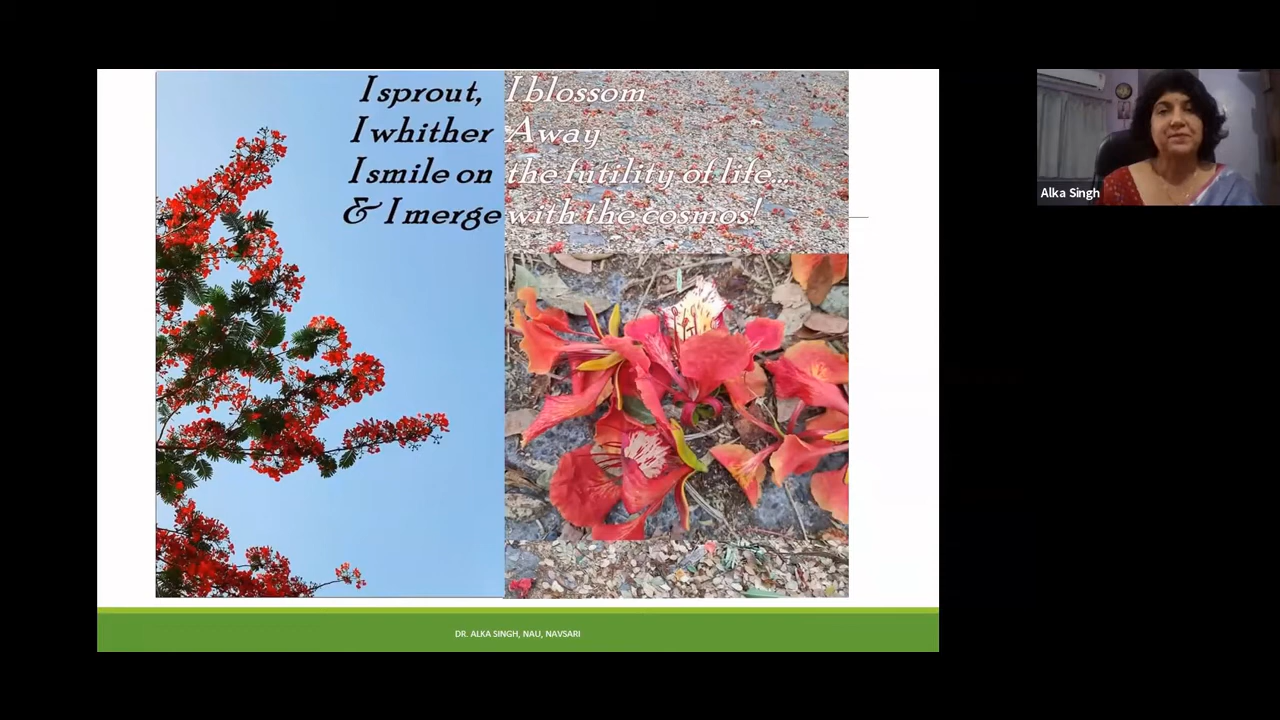 I sprout, I blossom
I whither Away
I smile on the futility of life...
& I merge with the cosmos!
Alka Singh
DR. ALKA SINGH, NAU, NAVSARI